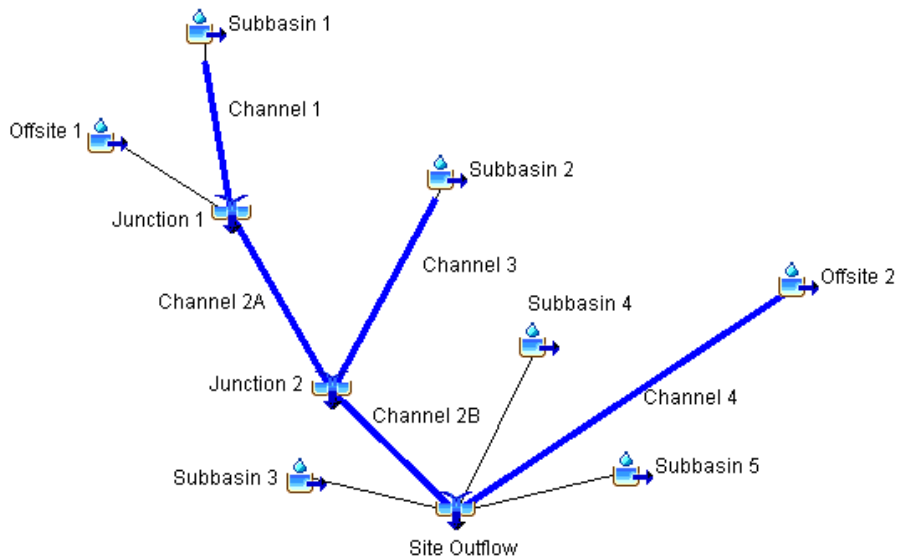 Subbasin 1
Channel 1
Offsite 1
Subbasin 2
Junction 1
Channel 3
Offsite 2
Channel 2A
Subbasin 4
Junction 2
Channel 4
Channel 2B
Subbasin 3
Subbasin 5
Site Outflow